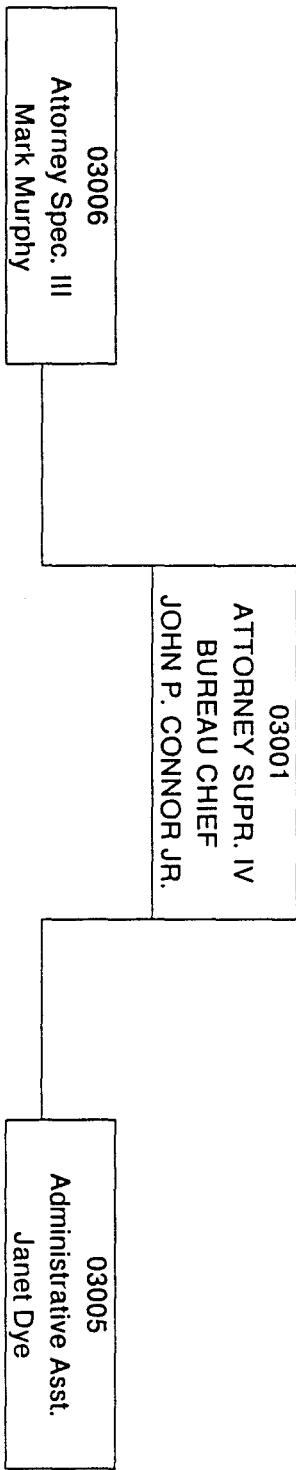 03001
ATTORNEY SUPR. IV
BUREAU CHIEF
JOHN P. CONNOR JR.
03006
Attorney Spec. III
Mark Murphy
03005
Administrative Asst.
Janet Dye